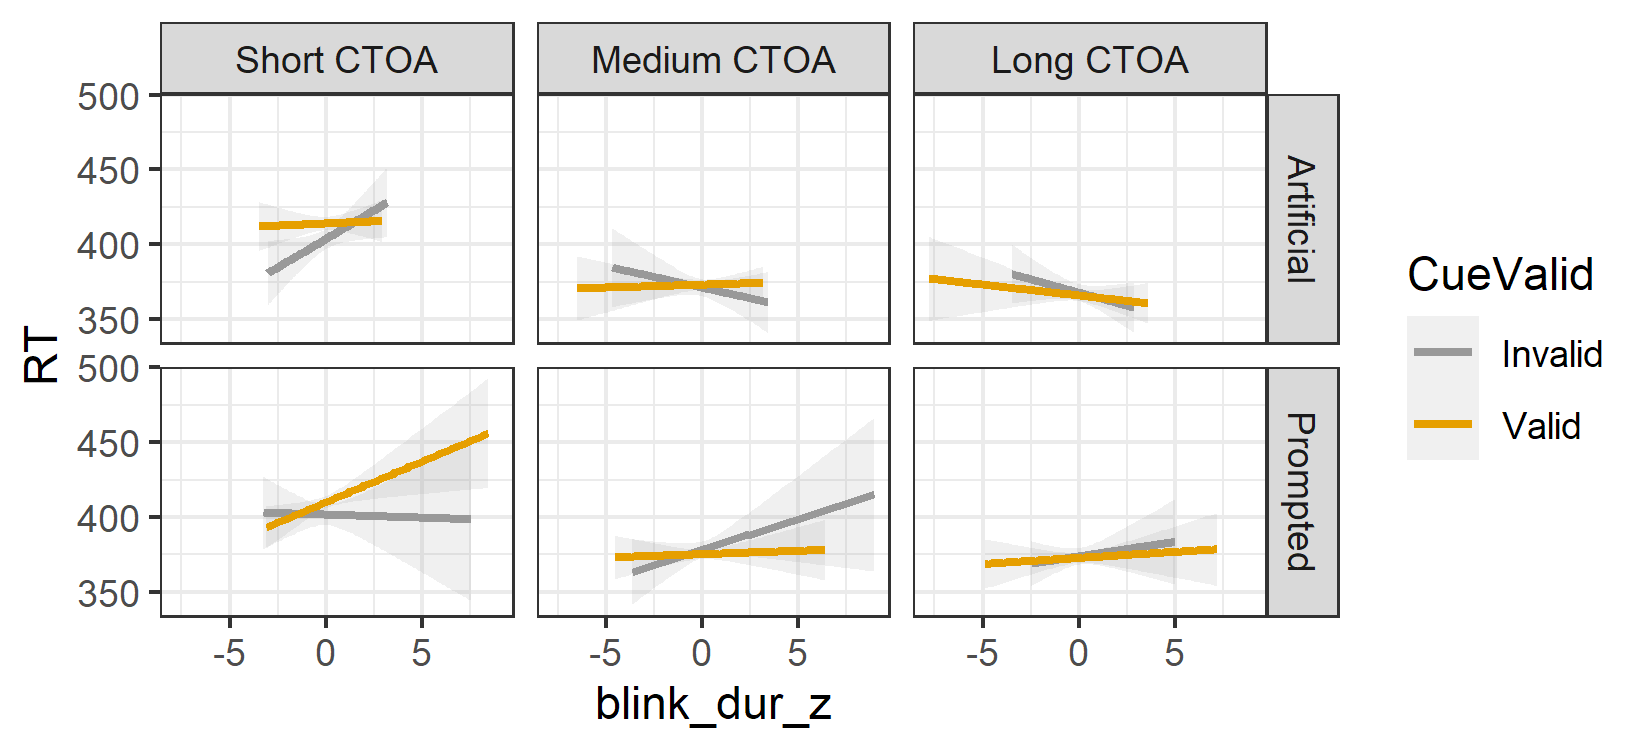 Short CTOA Medium CTOA Long CTOA
500
450
400
350
Artificial
500
450
400
350
Prompted
RT
-5 0 5 -5 0 5 -5 0 5
blink_dur_z
CueValid
Invalid
Valid